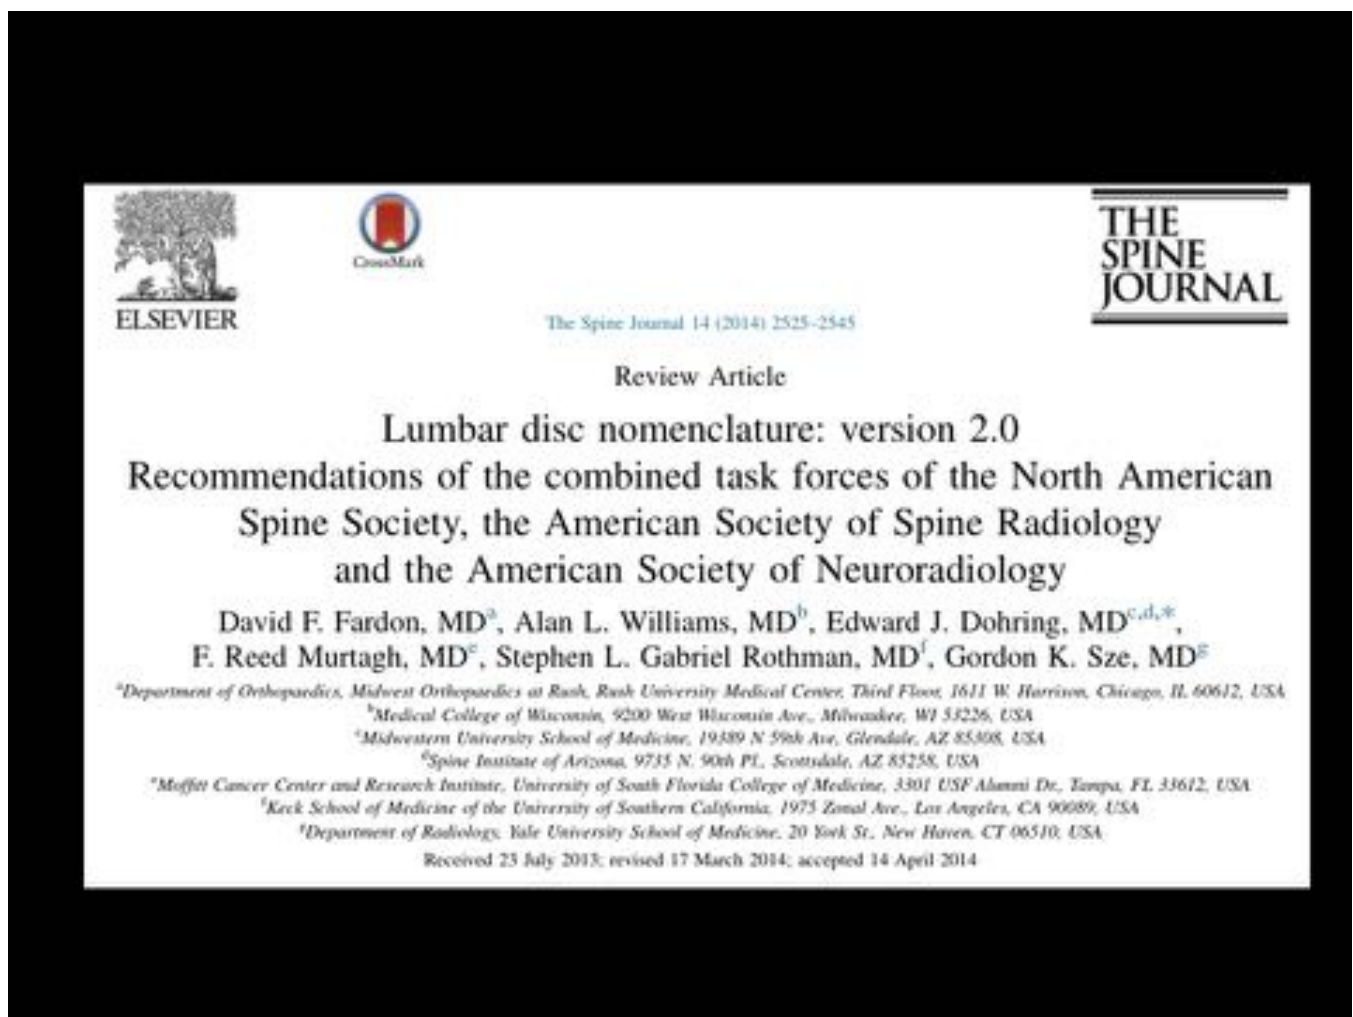 ELSEVIER
CrossMark
THE
SPINE
JOURNAL
The Spine Journal 14 (2014) 2525–2545
Review Article
Lumbar disc nomenclature: version 2.0
Recommendations of the combined task forces of the North American
Spine Society, the American Society of Spine Radiology
and the American Society of Neuroradiology
David F. Fardon, MDᵃ, Alan L. Williams, MDᵇ, Edward J. Dohring, MDᶜ,ᵈ,*,
F. Reed Murtagh, MDᵉ, Stephen L. Gabriel Rothman, MDᶠ, Gordon K. Sze, MDᵍ
ᵃDepartment of Orthopaedics, Midwest Orthopaedics at Rush, Rush University Medical Center, Third Floor, 1611 W. Harrison, Chicago, IL 60612, USA
ᵇMedical College of Wisconsin, 9200 West Wisconsin Ave., Milwaukee, WI 53226, USA
ᶜMidwestern University School of Medicine, 19389 N 59th Ave, Glendale, AZ 85308, USA
ᵈSpine Institute of Arizona, 9735 N. 90th Pl., Scottsdale, AZ 85258, USA
ᵉMoffitt Cancer Center and Research Institute, University of South Florida College of Medicine, 3301 USF Alumni Dr., Tampa, FL 33612, USA
ᶠKeck School of Medicine of the University of Southern California, 1975 Zonal Ave., Los Angeles, CA 90089, USA
ᵍDepartment of Radiology, Yale University School of Medicine, 20 York St., New Haven, CT 06510, USA
Received 23 July 2013; revised 17 March 2014; accepted 14 April 2014